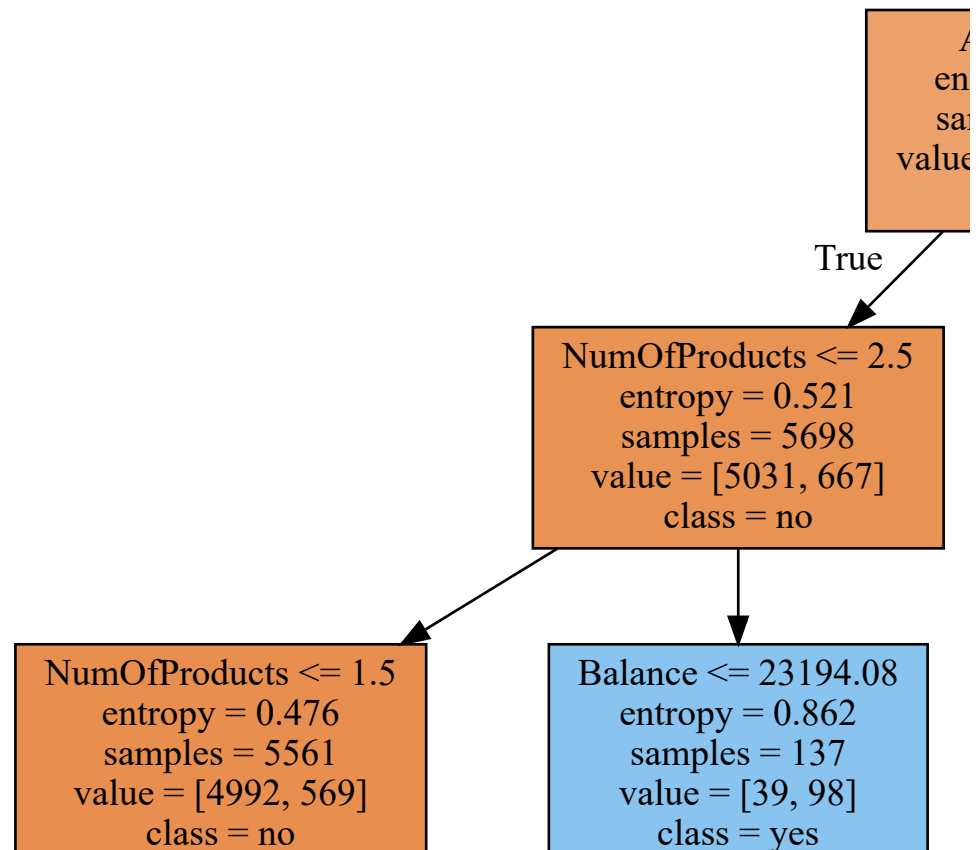 True
NumOfProducts <= 2.5
entropy = 0.521
samples = 5698
value = [5031, 667]
class = no
NumOfProducts <= 1.5
entropy = 0.476
samples = 5561
value = [4992, 569]
class = no
Balance <= 23194.08
entropy = 0.862
samples = 137
value = [39, 98]
class = yes